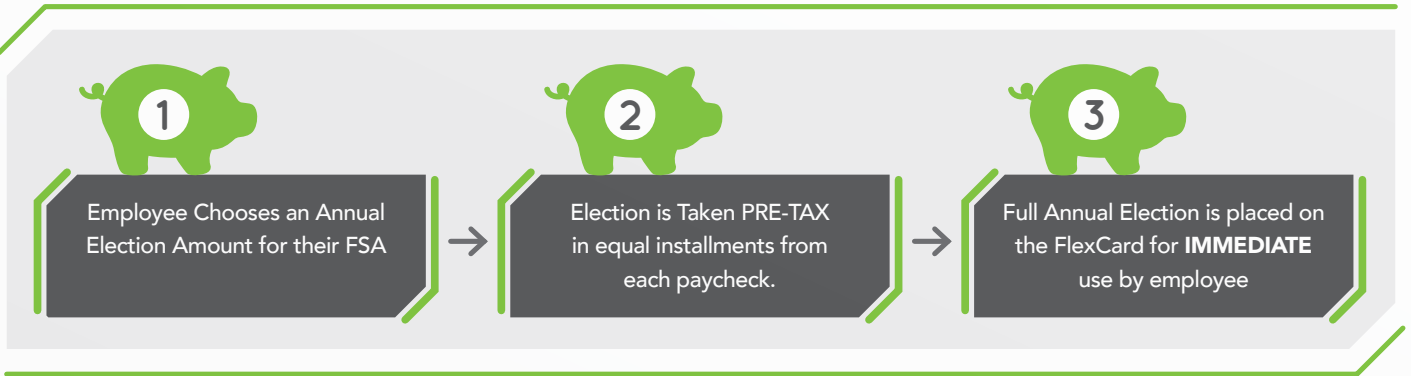 1
Employee Chooses an Annual
Election Amount for their FSA
2
Election is Taken PRE-TAX
in equal installments from
each paycheck.
3
Full Annual Election is placed on
the FlexCard for IMMEDIATE
use by employee